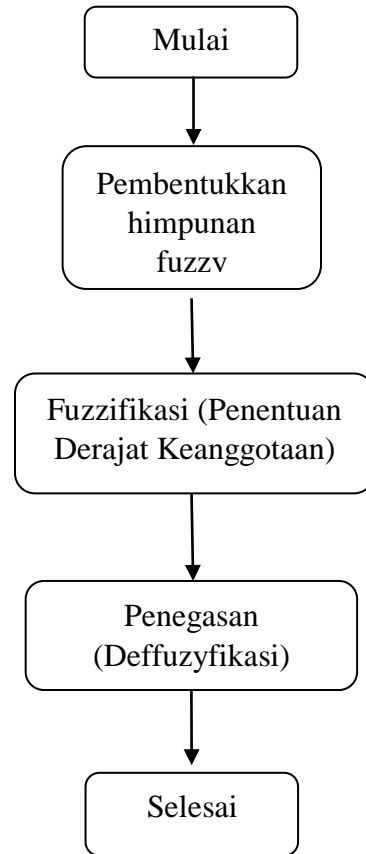 Mulai
Pembentukkan
himpunan
fuzzv
Fuzzifikasi (Penentuan
Derajat Keanggotaan)
Penegasan
(Deffuzyfikasi)
Selesai